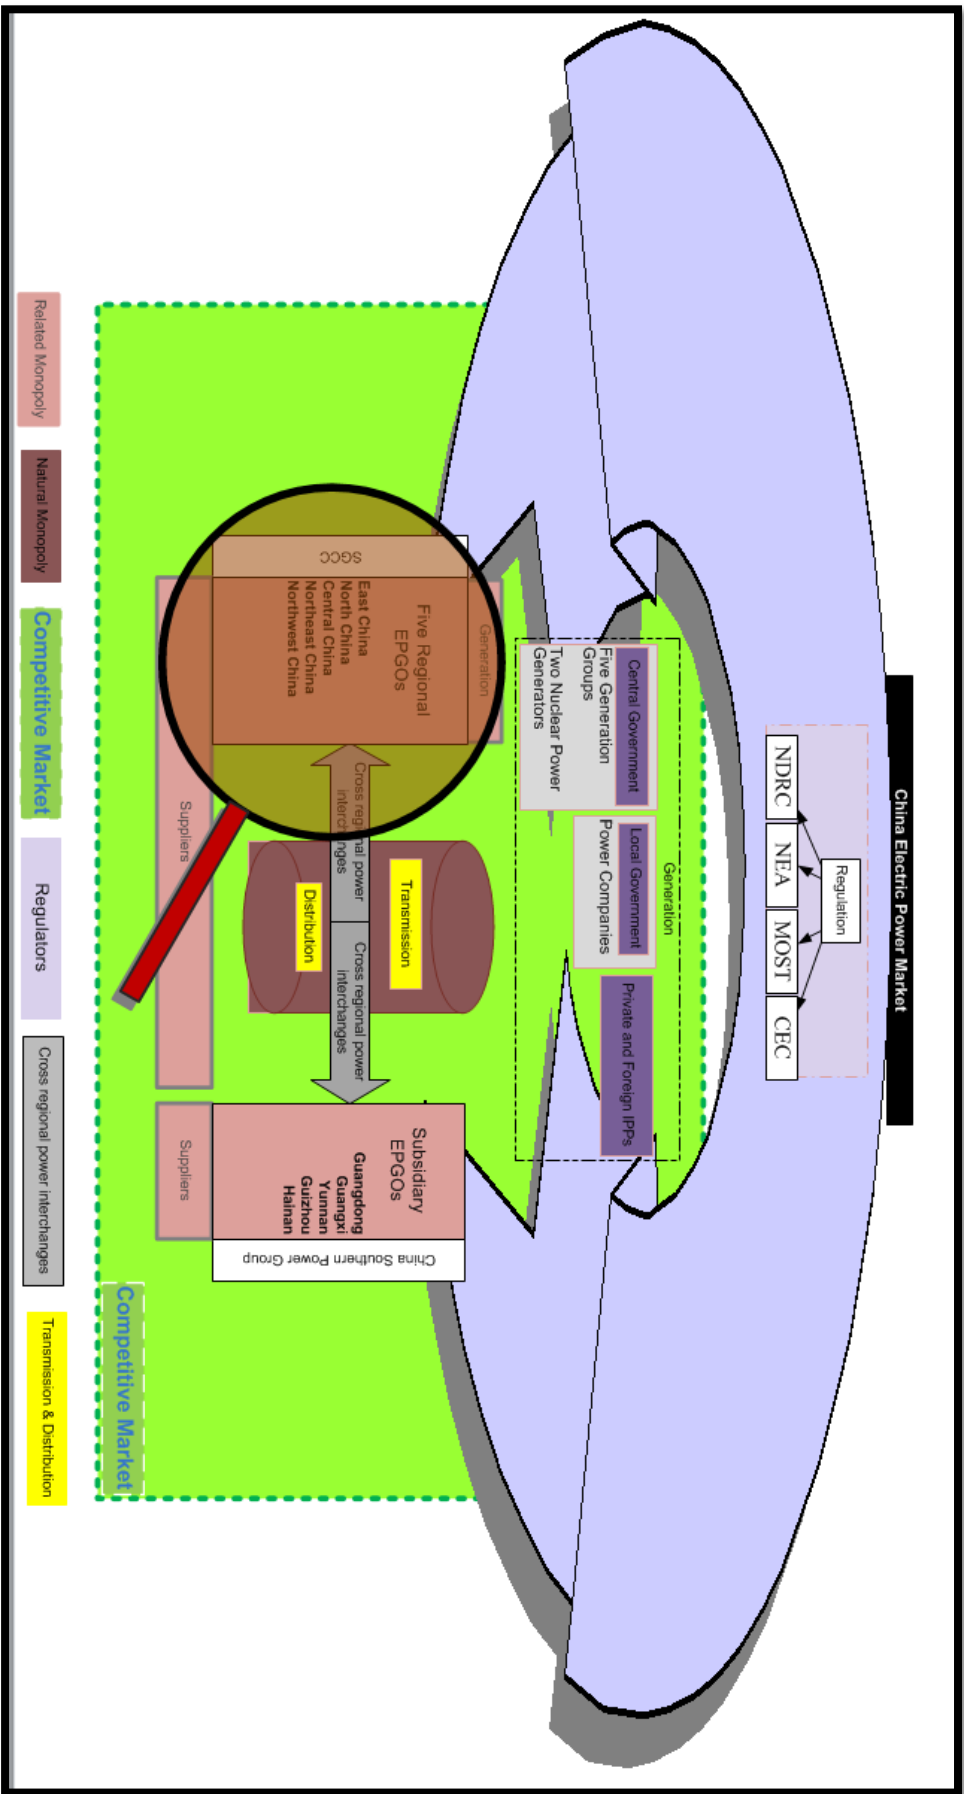 China Electric Power Market
Regulation
NDRC
NEA
MOST
CEC
Generation
Central Government
Five Generation
Groups
Two Nuclear Power
Generators
Local Government
Power Companies
Private and Foreign IPPs
Generation
Five Regional
EPGOs
East China
North China
Central China
Northeast China
Northwest China
SGCC
Cross regional power
interchanges
Transmission
Distribution
Cross regional power
interchanges
Subsidiary
EPGOs
Guangdong
Guangxi
Yunnan
Guizhou
Hainan
China Southern Power Group
Suppliers
Suppliers
Competitive Market
Related Monopoly
Natural Monopoly
Competitive Market
Regulators
Cross regional power interchanges
Transmission & Distribution